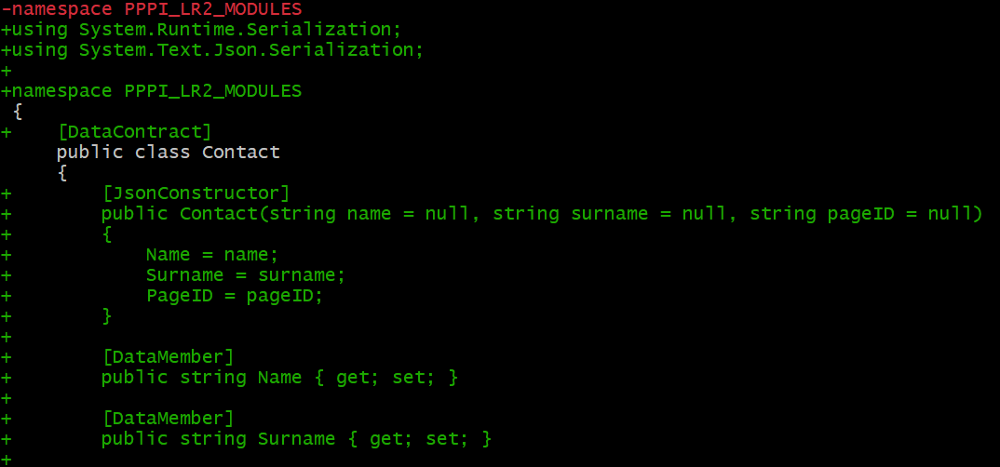 -namespace PPPI_LR2_MODULES
+using System.Runtime.Serialization;
+using System.Text.Json.Serialization;
+
+namespace PPPI_LR2_MODULES
 {
+    [DataContract]
     public class Contact
     {
+        [JsonConstructor]
+        public Contact(string name = null, string surname = null, string pageID = null)
+        {
+            Name = name;
+            Surname = surname;
+            PageID = pageID;
+        }
+
+        [DataMember]
+        public string Name { get; set; }
+
+        [DataMember]
+        public string Surname { get; set; }
+